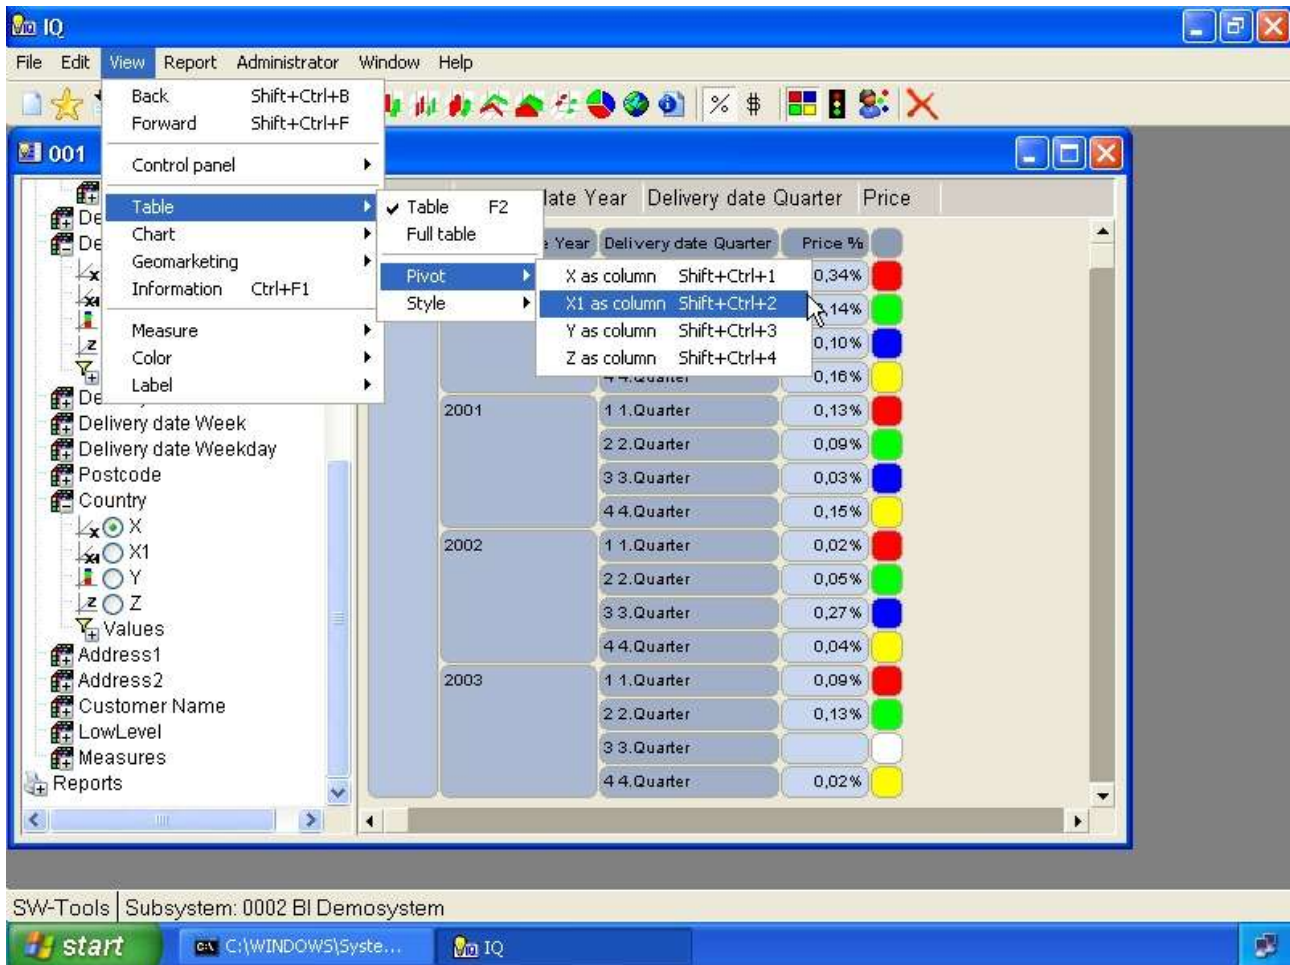 IQ
File Edit View Report Administrator Window Help
% $
001
Back Shift+Ctrl+B
Forward Shift+Ctrl+F
Control panel
Table
Chart
Geomarketing
Information Ctrl+F1
Measure
Color
Label
Table F2
Full table
Pivot
Style
X as column Shift+Ctrl+1
X1 as column Shift+Ctrl+2
Y as column Shift+Ctrl+3
Z as column Shift+Ctrl+4
De
De
De
Delivery date Week
Delivery date Weekday
Postcode
Country
X
X1
Y
Z
Values
Address1
Address2
Customer Name
LowLevel
Measures
Reports
Year Delivery date Quarter Price
Year Delivery date Quarter Price %
0,34%
14%
0,10%
4 4.Quarter 0,16%
2001 1 1.Quarter 0,13%
2 2.Quarter 0,09%
3 3.Quarter 0,03%
4 4.Quarter 0,15%
2002 1 1.Quarter 0,02%
2 2.Quarter 0,05%
3 3.Quarter 0,27%
4 4.Quarter 0,04%
2003 1 1.Quarter 0,09%
2 2.Quarter 0,13%
3 3.Quarter
4 4.Quarter 0,02%
SW-Tools Subsystem: 0002 BI Demosystem
start C:\WINDOWS\Syste... IQ